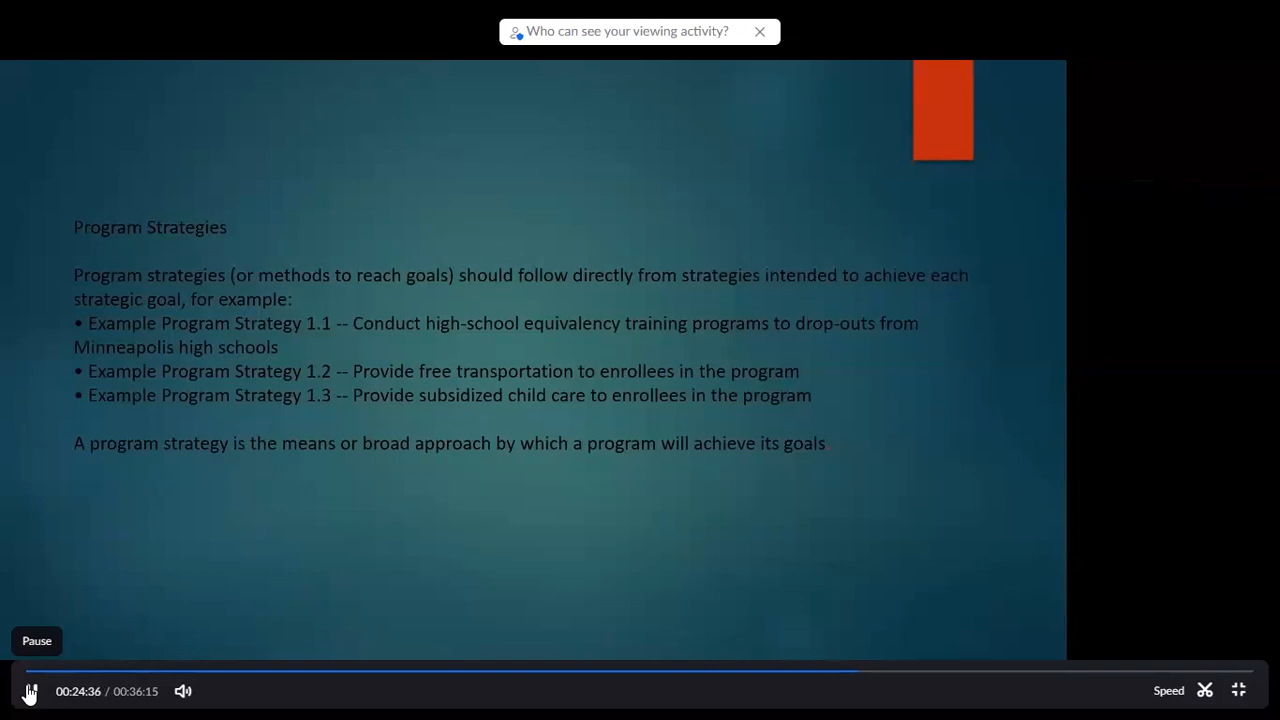 Who can see your viewing activity?
Program Strategies
Program strategies (or methods to reach goals) should follow directly from strategies intended to achieve each
strategic goal, for example:
• Example Program Strategy 1.1 -- Conduct high-school equivalency training programs to drop-outs from
Minneapolis high schools
• Example Program Strategy 1.2 -- Provide free transportation to enrollees in the program
• Example Program Strategy 1.3 -- Provide subsidized child care to enrollees in the program
A program strategy is the means or broad approach by which a program will achieve its goals.
Pause
00:24:36 / 00:36:15
Speed